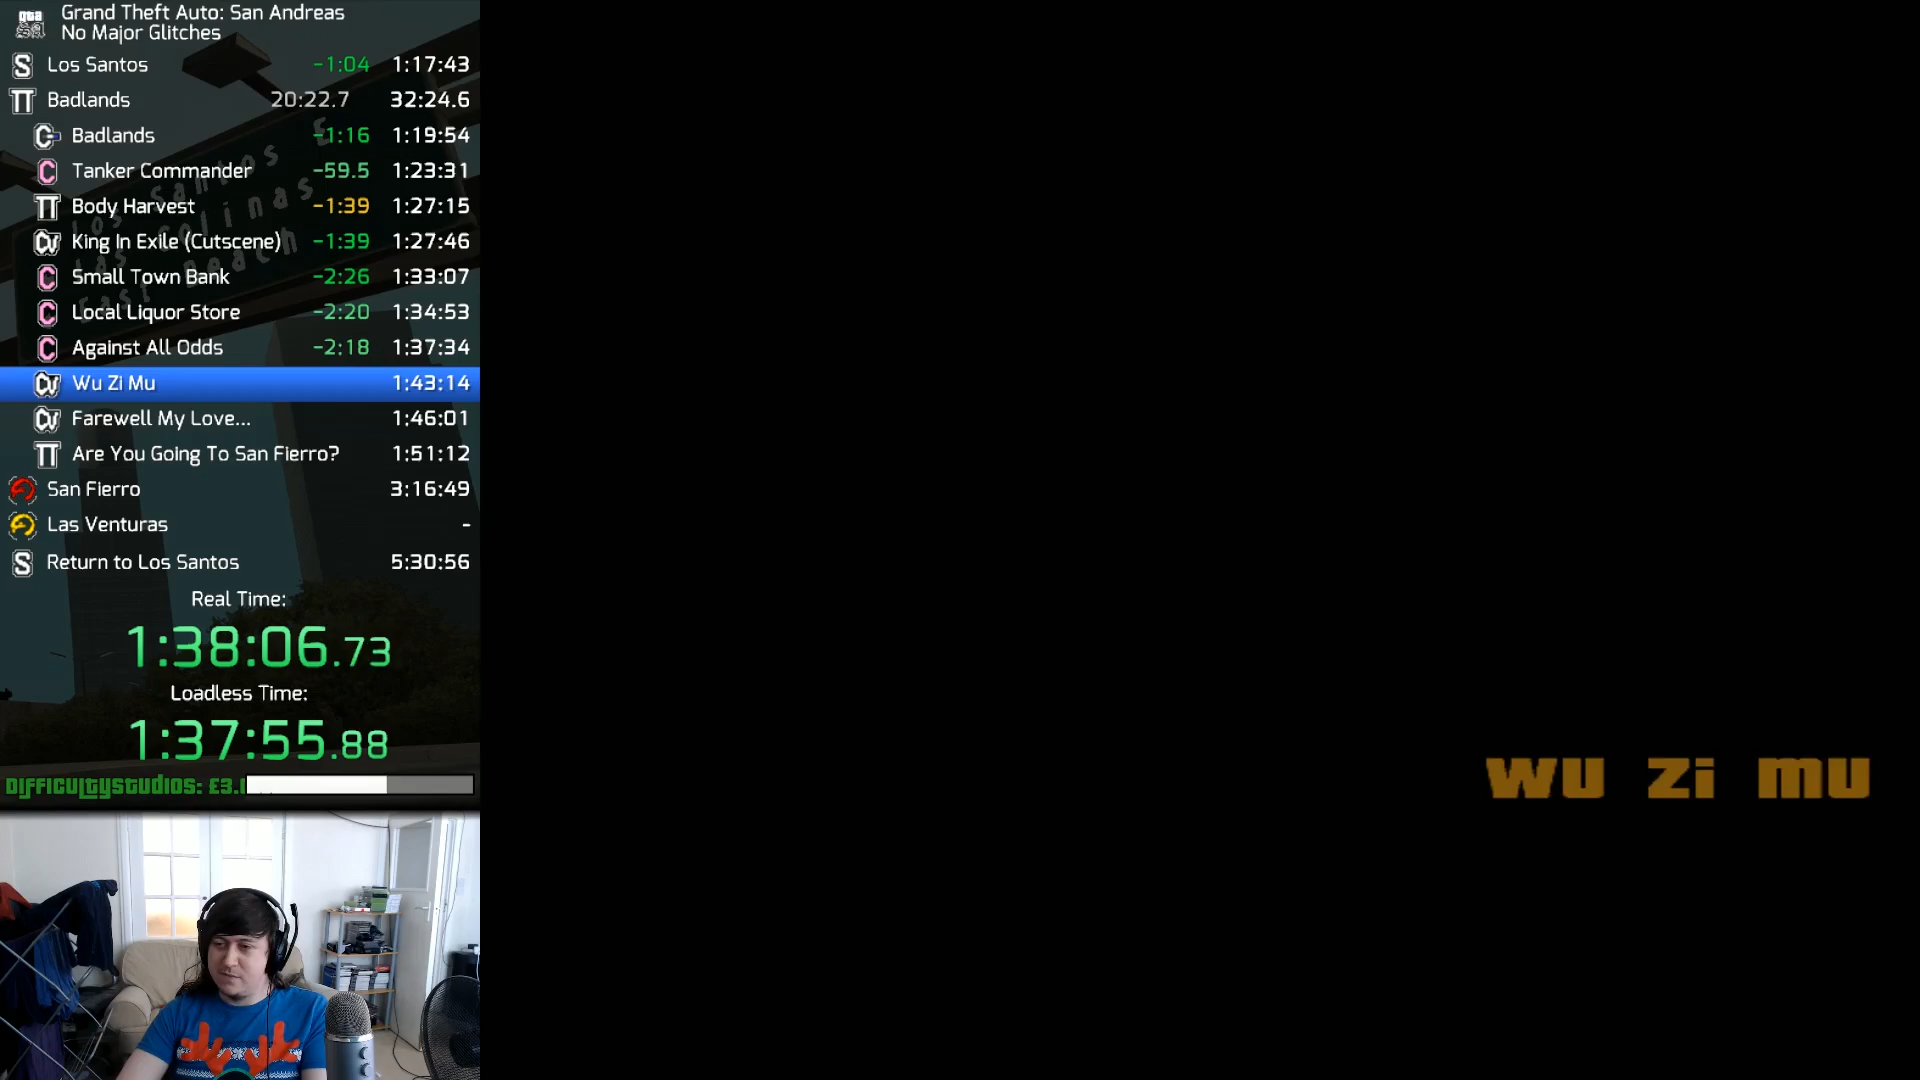 Grand Theft Auto: San Andreas
No Major Glitches
Los Santos -1:04 1:17:43
Badlands 20:22.7 32:24.6
Badlands -1:16 1:19:54
Tanker Commander -59.5 1:23:31
Body Harvest -1:39 1:27:15
King In Exile (Cutscene) -1:39 1:27:46
Small Town Bank -2:26 1:33:07
Local Liquor Store -2:20 1:34:53
Against All Odds -2:18 1:37:34
Wu Zi Mu 1:43:14
Farewell My Love... 1:46:01
Are You Going To San Fierro? 1:51:12
San Fierro 3:16:49
Las Venturas -
Return to Los Santos 5:30:56
Real Time:
1:38:06.73
Loadless Time:
1:37:55.88
DifficultyStudios: £3.
Wu Zi Mu